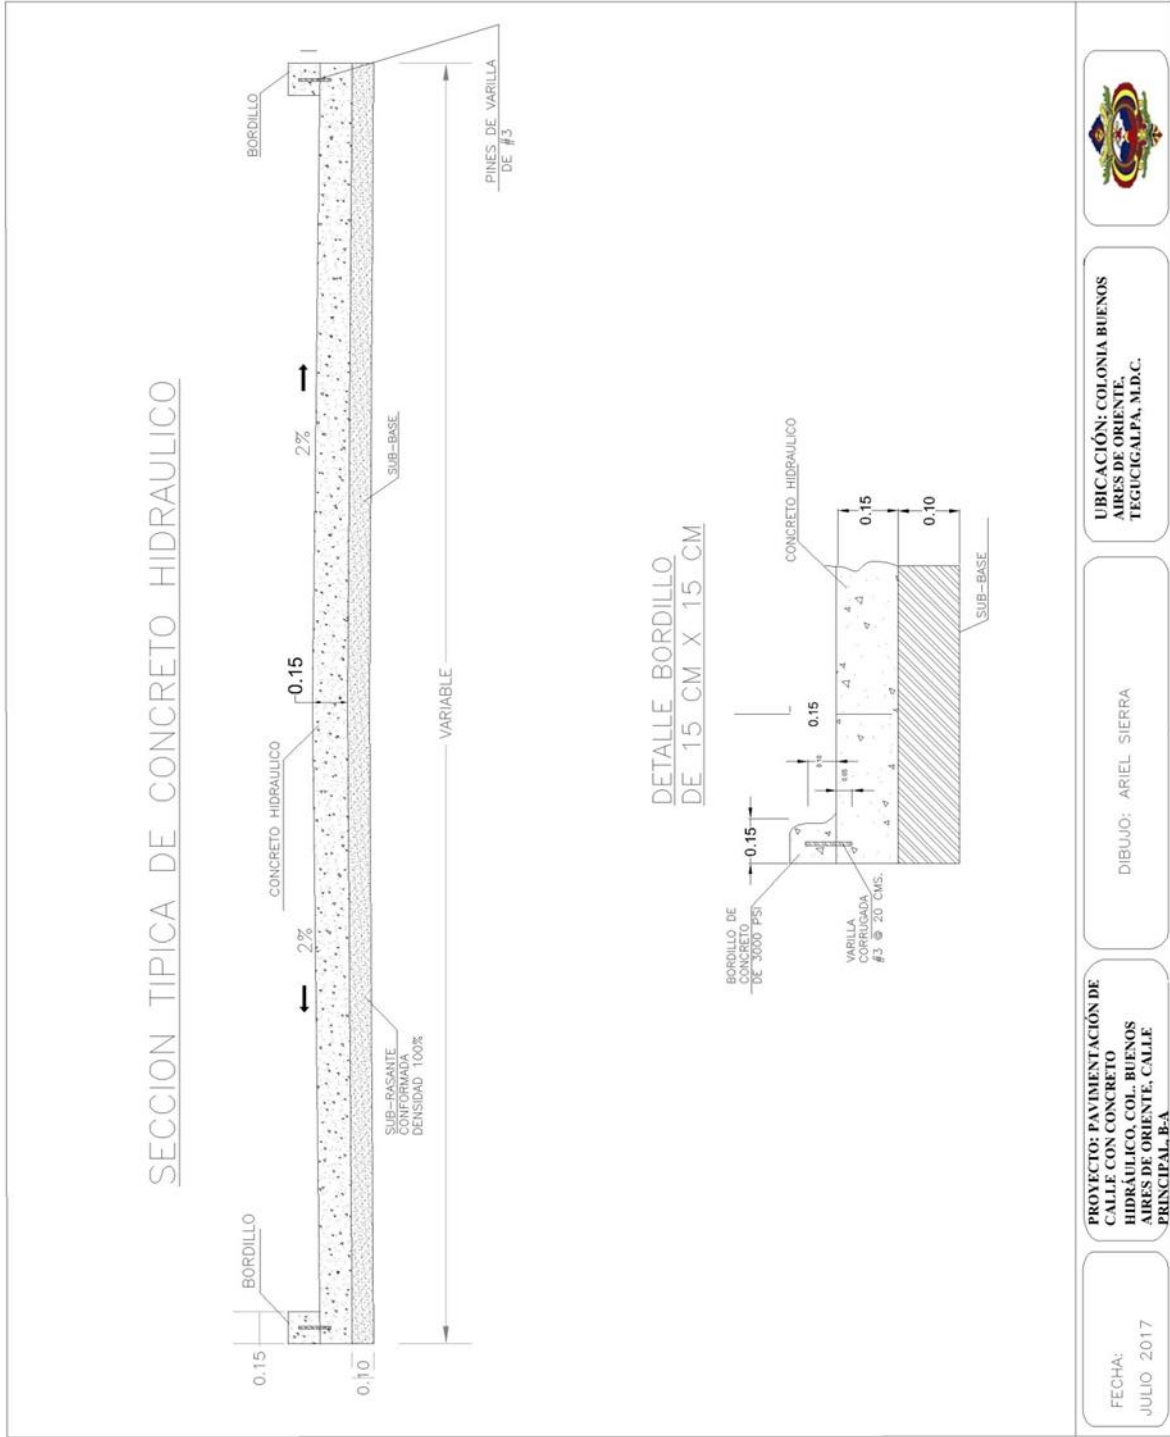 SECCION TIPICA DE CONCRETO HIDRAULICO
BORDILLO
0.15
0.10
2%
CONCRETO HIDRAULICO
0.15
2%
BORDILLO
SUB-RASANTE
CONFORMADA
DENSIDAD 100%
SUB-BASE
VARIABLE
PINES DE VARILLA
DE #3
DETALLE BORDILLO
DE 15 CM X 15 CM
BORDILLO DE
CONCRETO
DE 3000 PSI
0.15
0.15
0.05
CONCRETO HIDRAULICO
0.15
0.10
VARILLA
CORRUGADA
#3 @ 20 CMS.
SUB-BASE
FECHA:
JULIO 2017
PROYECTO: PAVIMENTACIÓN DE
CALLE CON CONCRETO
HIDRÁULICO, COL. BUENOS
AIRES DE ORIENTE, CALLE
PRINCIPAL, B-A
DIBUJO: ARIEL SIERRA
UBICACIÓN: COLONIA BUENOS
AIRES DE ORIENTE,
TEGUCIGALPA, M.D.C.